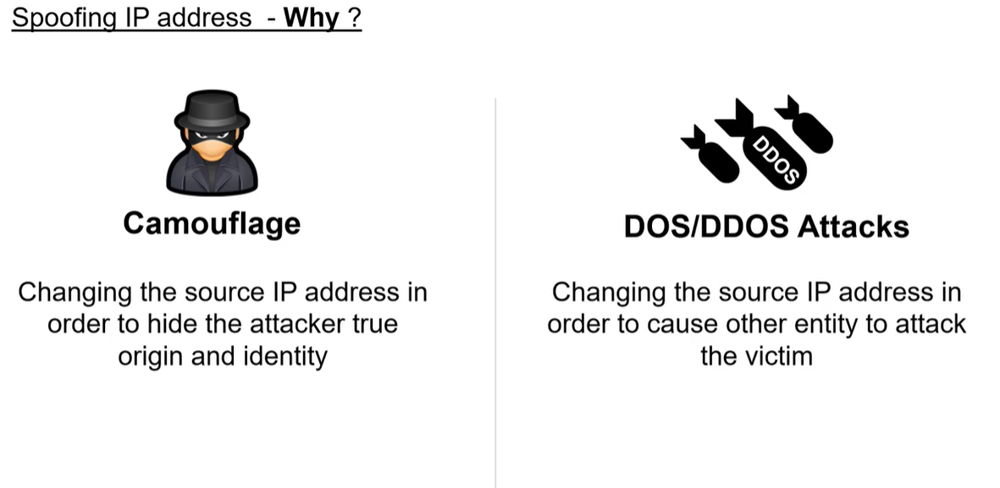 Spoofing IP address - Why ?
DDOS
Camouflage
Changing the source IP address in
order to hide the attacker true
origin and identity
DOS/DDOS Attacks
Changing the source IP address in
order to cause other entity to attack
the victim